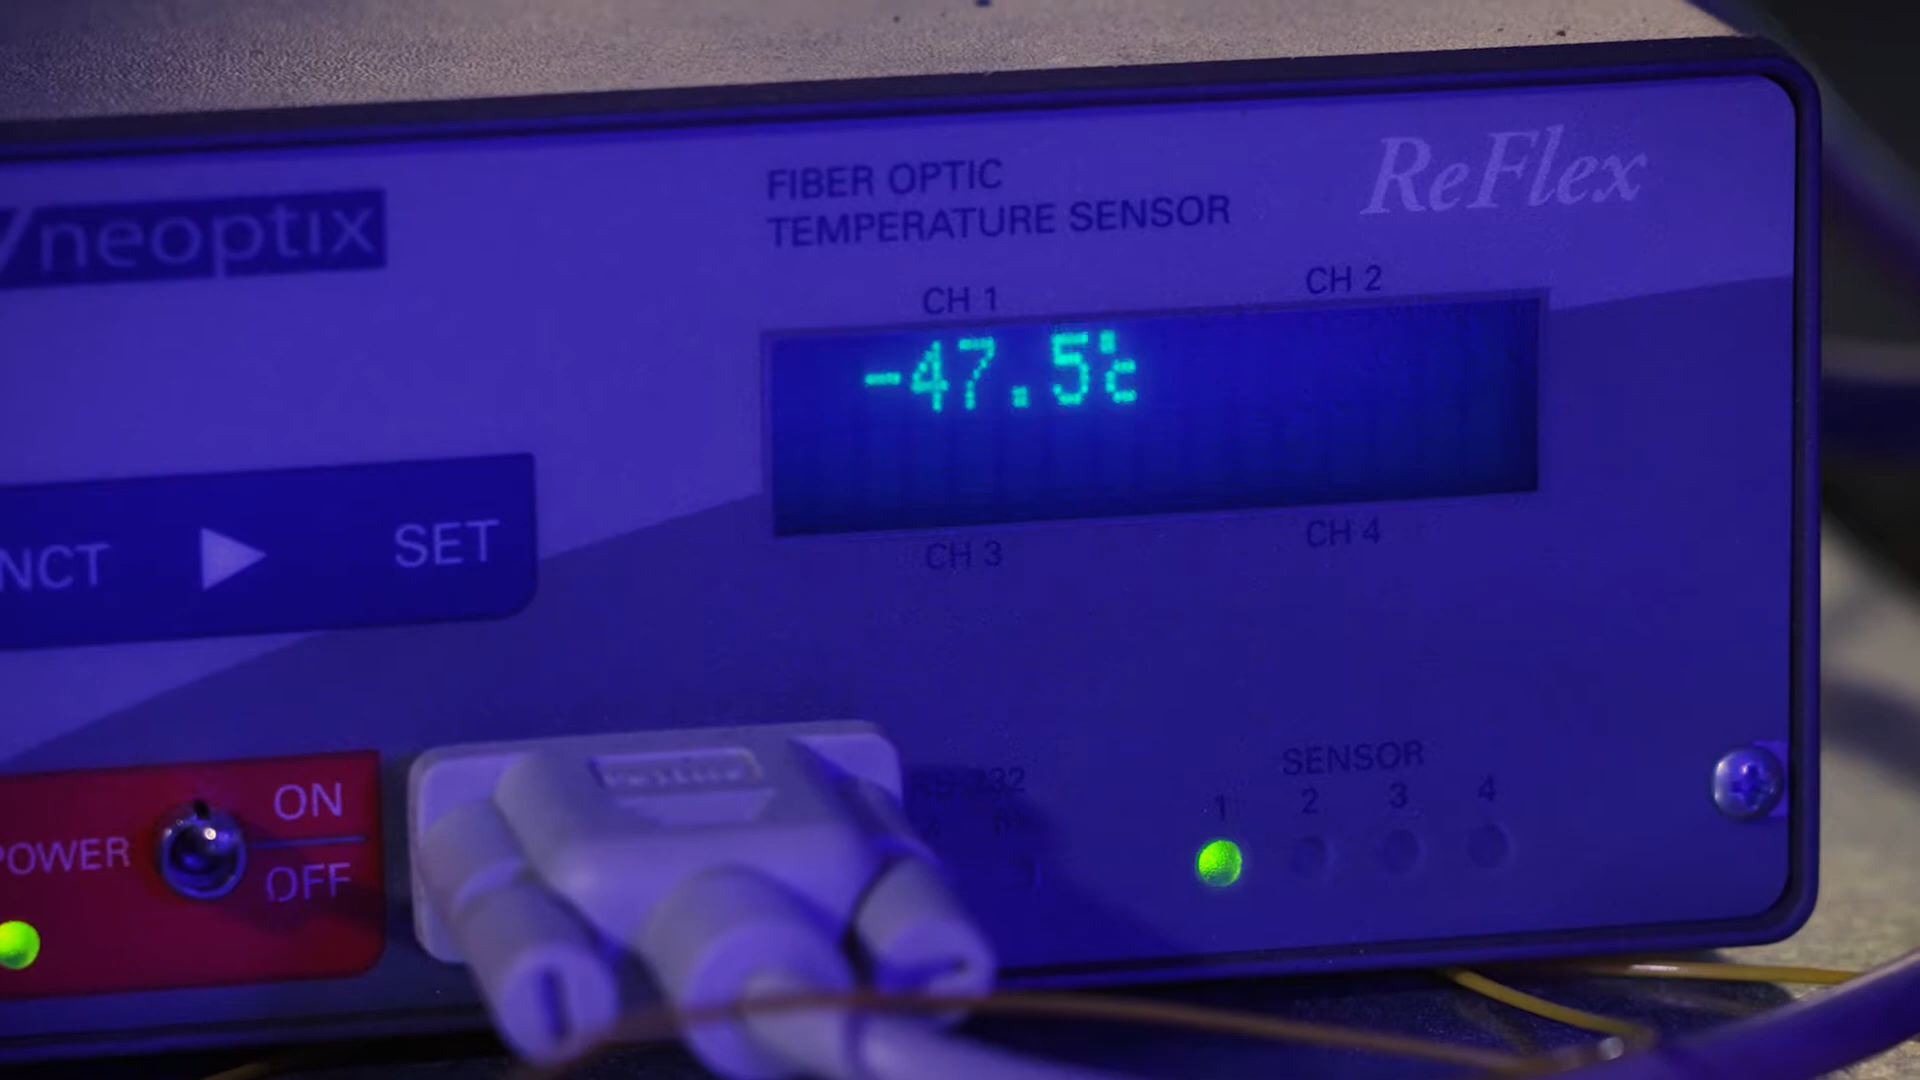 neoptix
FIBER OPTIC
TEMPERATURE SENSOR
ReFlex
CH 1
CH 2
-47.5°C
CH 3
CH 4
NCT ▶ SET
POWER
ON
OFF
SENSOR
1 2 3 4